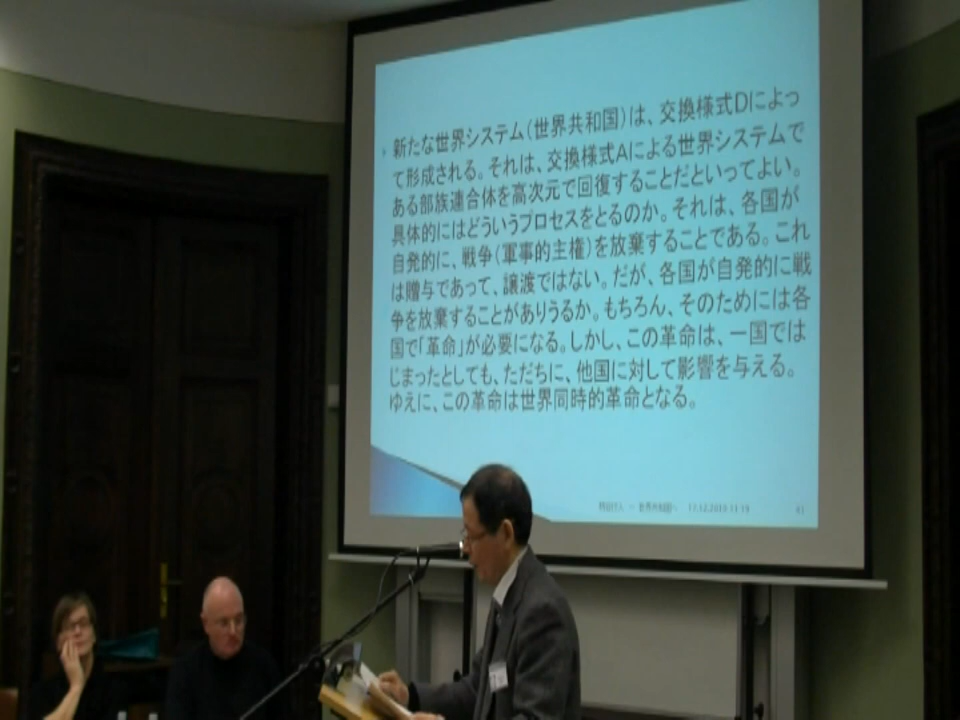 新たな世界システム(世界共和国)は、交換様式Dによっ
て形成される。それは、交換様式Aによる世界システムで
ある部族連合体を高次元で回復することだといってよい。
具体的にはどういうプロセスをとるのか。それは、各国が
自発的に、戦争(軍事的主権)を放棄することである。これ
は贈与であって、譲渡ではない。だが、各国が自発的に戦
争を放棄することがありうるか。もちろん、そのためには各
国で「革命」が必要になる。しかし、この革命は、一国では
じまったとしても、ただちに、他国に対して影響を与える。
ゆえに、この革命は世界同時的革命となる。